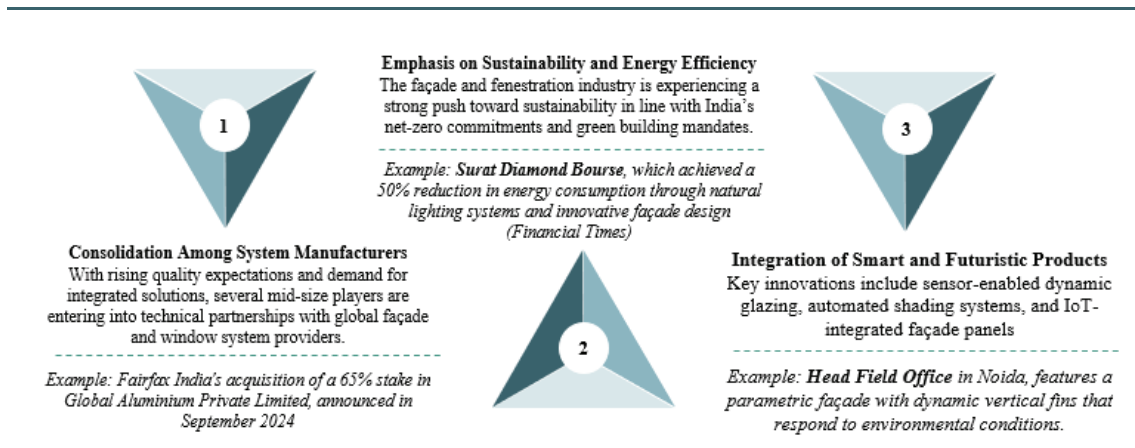 1
Consolidation Among System Manufacturers
With rising quality expectations and demand for
integrated solutions, several mid-size players are
entering into technical partnerships with global façade
and window system providers.
Example: Fairfax India's acquisition of a 65% stake in
Global Aluminium Private Limited, announced in
September 2024
Emphasis on Sustainability and Energy Efficiency
The façade and fenestration industry is experiencing a
strong push toward sustainability in line with India's
net-zero commitments and green building mandates.
Example: Surat Diamond Bourse, which achieved a
50% reduction in energy consumption through natural
lighting systems and innovative façade design
(Financial Times)
2
3
Integration of Smart and Futuristic Products
Key innovations include sensor-enabled dynamic
glazing, automated shading systems, and IoT-
integrated façade panels
Example: Head Field Office in Noida, features a
parametric façade with dynamic vertical fins that
respond to environmental conditions.